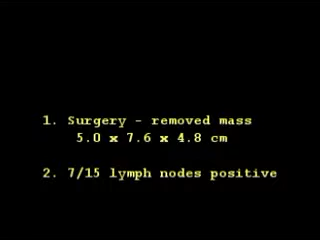 1. Surgery - removed mass
5.0 x 7.6 x 4.8 cm
2. 7/15 lymph nodes positive